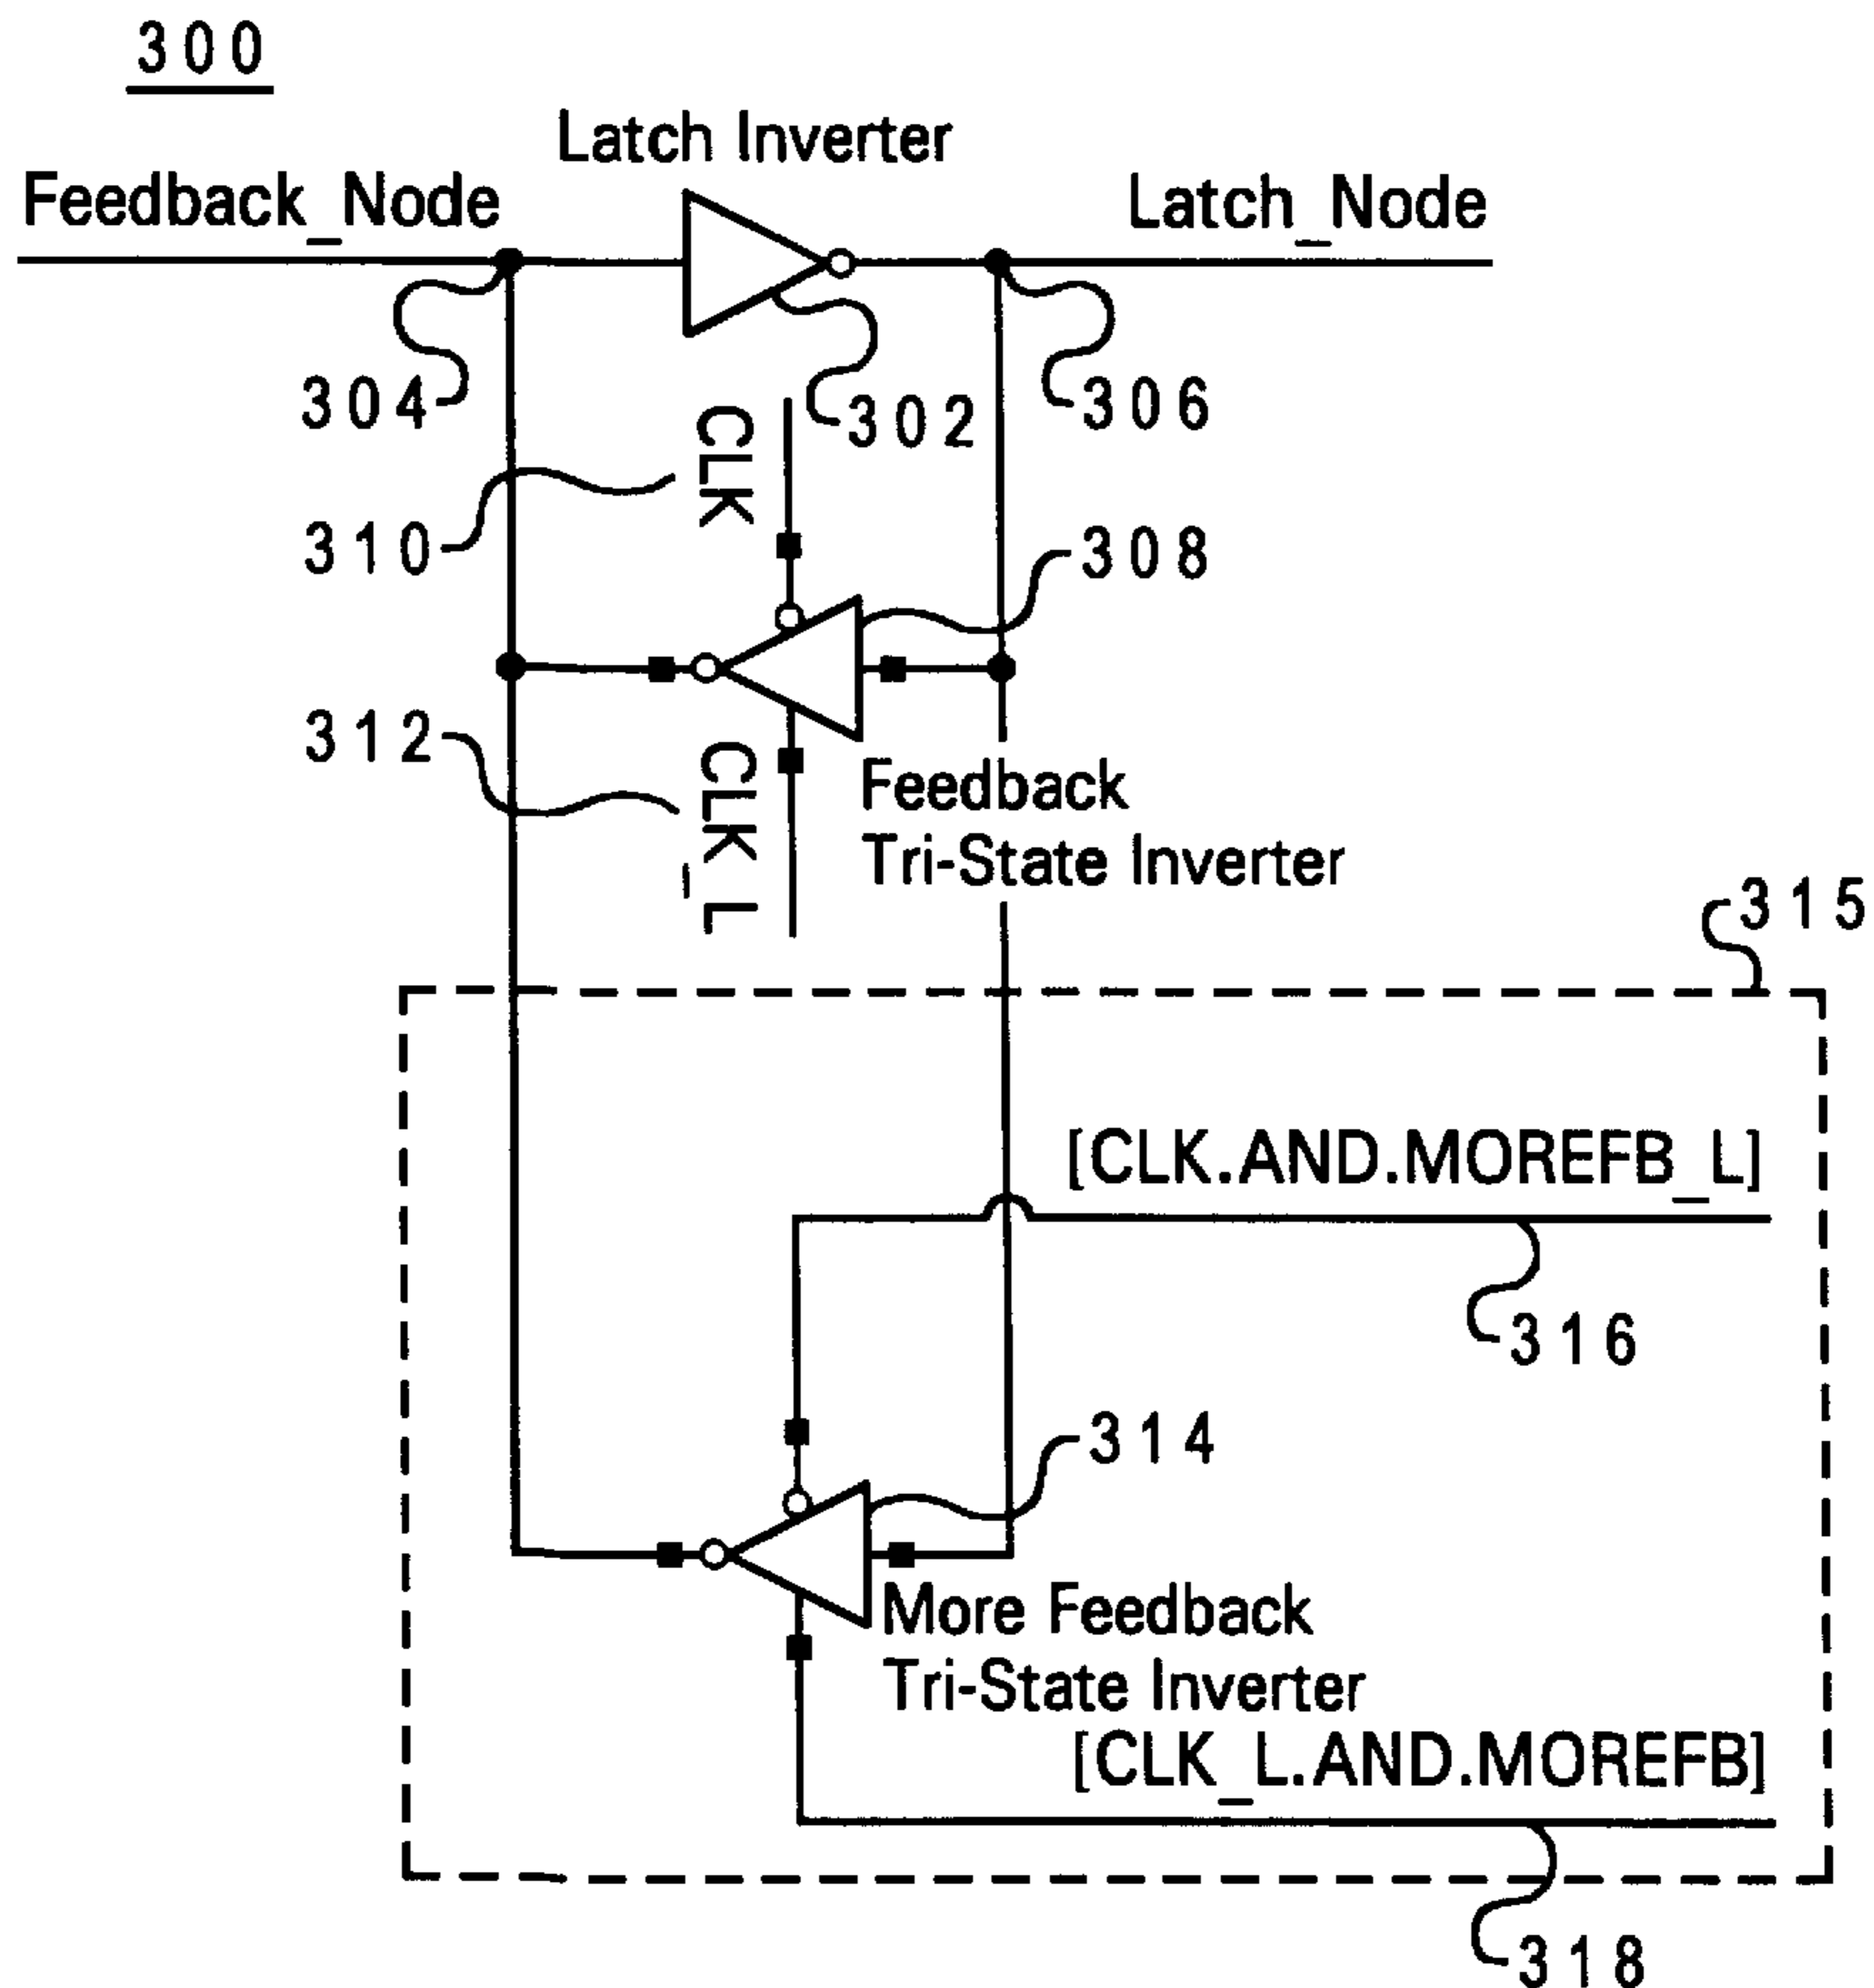 300
Latch Inverter
Feedback_Node
Latch_Node
304
302
306
CLK
310
308
312
CLK_L
Feedback
Tri-State Inverter
315
[CLK.AND.MOREFB_L]
316
314
More Feedback
Tri-State Inverter
[CLK_L.AND.MOREFB]
318